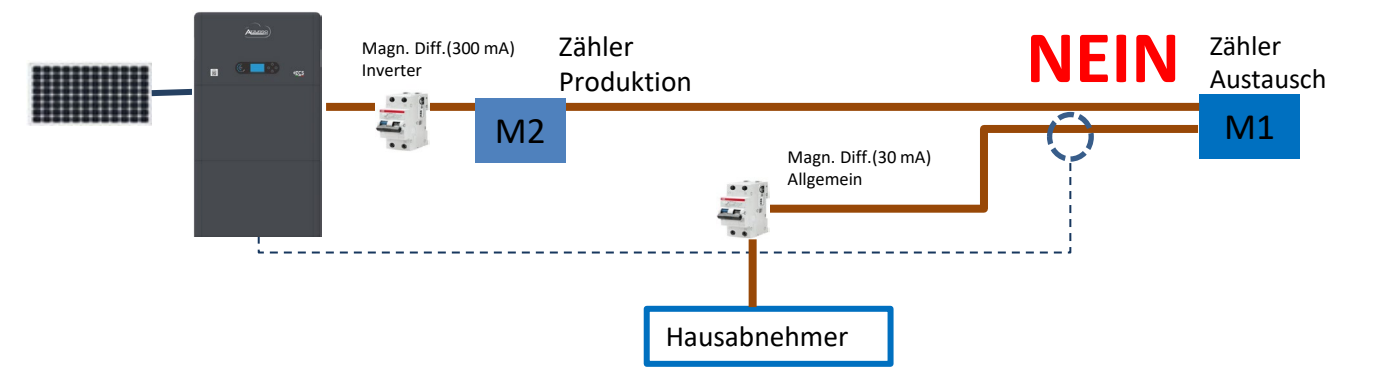 Magn. Diff.(300 mA)
Inverter
Zähler
Produktion
NEIN
Zähler
Austausch
M2
M1
Magn. Diff.(30 mA)
Allgemein
Hausabnehmer